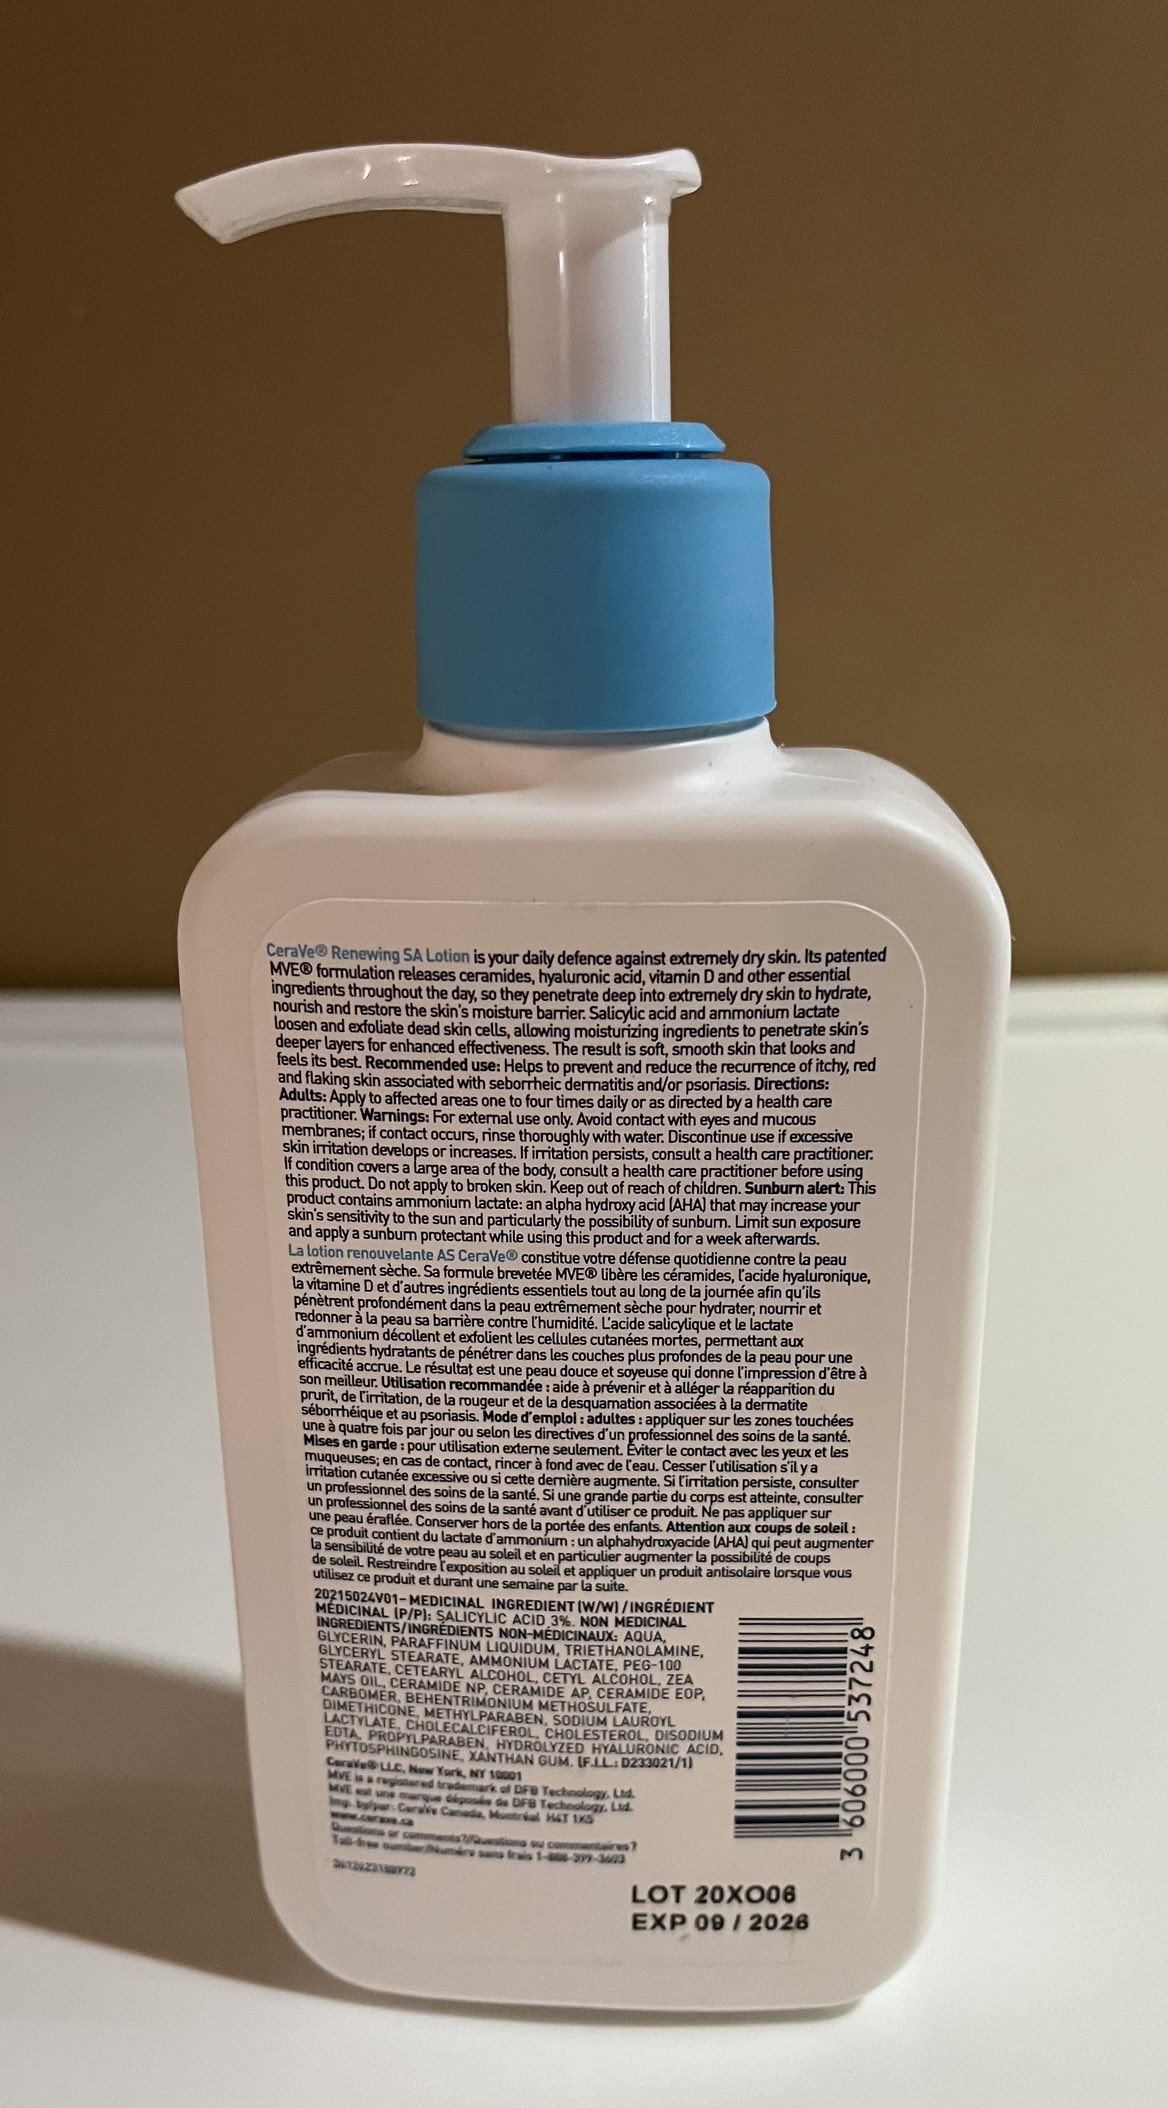 CeraVe® Renewing SA Lotion is your daily defence against extremely dry skin. Its patented
MVE® formulation releases ceramides, hyaluronic acid, vitamin D and other essential
ingredients throughout the day, so they penetrate deep into extremely dry skin to hydrate,
nourish and restore the skin's moisture barrier. Salicylic acid and ammonium lactate
loosen and exfoliate dead skin cells, allowing moisturizing ingredients to penetrate skin's
deeper layers for enhanced effectiveness. The result is soft, smooth skin that looks and
feels its best. Recommended use: Helps to prevent and reduce the recurrence of itchy, red
and flaking skin associated with seborrheic dermatitis and/or psoriasis. Directions:
Adults: Apply to affected areas one to four times daily or as directed by a health care
practitioner. Warnings: For external use only. Avoid contact with eyes and mucous
membranes; if contact occurs, rinse thoroughly with water. Discontinue use if excessive
skin irritation develops or increases. If irritation persists, consult a health care practitioner.
If condition covers a large area of the body, consult a health care practitioner before using
this product. Do not apply to broken skin. Keep out of reach of children. Sunburn alert: This
product contains ammonium lactate: an alpha hydroxy acid (AHA) that may increase your
skin's sensitivity to the sun and particularly the possibility of sunburn. Limit sun exposure
and apply a sunburn protectant while using this product and for a week afterwards.
La lotion renouvelante AS CeraVe® constitue votre défense quotidienne contre la peau
extrêmement sèche. Sa formule brevetée MVE® libère les céramides, l'acide hyaluronique,
la vitamine D et d'autres ingrédients essentiels tout au long de la journée afin qu'ils
pénètrent profondément dans la peau extrêmement sèche pour hydrater, nourrir et
redonner à la peau sa barrière contre l'humidité. L'acide salicylique et le lactate
d'ammonium décollent et exfolient les cellules cutanées mortes, permettant aux
ingrédients hydratants de pénétrer dans les couches plus profondes de la peau pour une
efficacité accrue. Le résultat est une peau douce et soyeuse qui donne l'impression d'être à
son meilleur. Utilisation recommandée : aide à prévenir et à alléger la réapparition du
prurit, de l'irritation, de la rougeur et de la desquamation associées à la dermatite
séborrhéique et au psoriasis. Mode d'emploi : adultes : appliquer sur les zones touchées
une à quatre fois par jour ou selon les directives d'un professionnel des soins de la santé.
Mises en garde : pour utilisation externe seulement. Éviter le contact avec les yeux et les
muqueuses; en cas de contact, rincer à fond avec de l'eau. Cesser l'utilisation s'il y a
irritation cutanée excessive ou si cette dernière augmente. Si l'irritation persiste, consulter
un professionnel des soins de la santé. Si une grande partie du corps est atteinte, consulter
un professionnel des soins de la santé avant d'utiliser ce produit. Ne pas appliquer sur
une peau éraflée. Conserver hors de la portée des enfants. Attention aux coups de soleil :
ce produit contient du lactate d'ammonium : un alphahydroxyacide (AHA) qui peut augmenter
la sensibilité de votre peau au soleil et en particulier augmenter la possibilité de coups
de soleil. Restreindre l'exposition au soleil et appliquer un produit antisolaire lorsque vous
utilisez ce produit et durant une semaine par la suite.
20215024V01- MEDICINAL INGREDIENT (W/W) / INGRÉDIENT
MÉDICINAL (P/P): SALICYLIC ACID 3%. NON MEDICINAL
INGREDIENTS/INGRÉDIENTS NON-MÉDICINAUX: AQUA,
GLYCERIN, PARAFFINUM LIQUIDUM, TRIETHANOLAMINE,
GLYCERYL STEARATE, AMMONIUM LACTATE, PEG-100
STEARATE, CETEARYL ALCOHOL, CETYL ALCOHOL, ZEA
MAYS OIL, CERAMIDE NP, CERAMIDE AP, CERAMIDE EOP,
CARBOMER, BEHENTRIMONIUM METHOSULFATE,
DIMETHICONE, METHYLPARABEN, SODIUM LAUROYL
LACTYLATE, CHOLECALCIFEROL, CHOLESTEROL, DISODIUM
EDTA, PROPYLPARABEN, HYDROLYZED HYALURONIC ACID,
PHYTOSPHINGOSINE, XANTHAN GUM. (F.I.L.: D233021/1)
CeraVe® LLC, New York, NY 10001
MVE is a registered trademark of DFB Technology, Ltd.
MVE est une marque déposée de DFB Technology, Ltd.
Imp. by/par: CeraVe Canada, Montréal H4T 1K5
www.cerave.ca
Questions or comments?/Questions ou commentaires?
Toll-free number/Numéro sans frais 1-888-
3 606000 537248
LOT 20XO06
EXP 09 / 2026